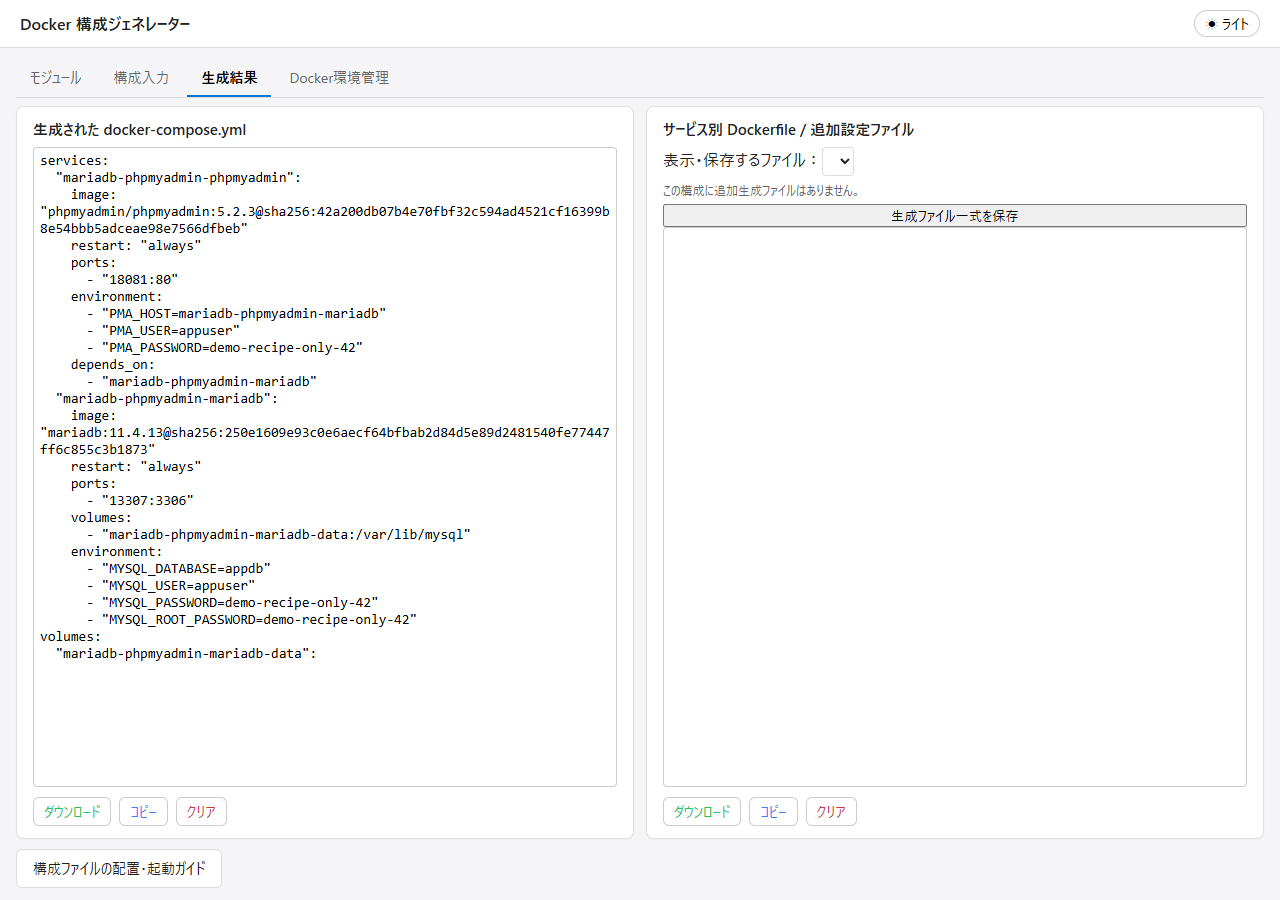 Docker 構成ジェネレーター
☀ ライト
モジュール 構成入力 生成結果 Docker環境管理
生成された docker-compose.yml
services:
  "mariadb-phpmyadmin-phpmyadmin":
    image:
"phpmyadmin/phpmyadmin:5.2.3@sha256:42a200db07b4e70fbf32c594ad4521cf16399b
8e54bbb5adceae98e7566dfbeb"
    restart: "always"
    ports:
      - "18081:80"
    environment:
      - "PMA_HOST=mariadb-phpmyadmin-mariadb"
      - "PMA_USER=appuser"
      - "PMA_PASSWORD=demo-recipe-only-42"
    depends_on:
      - "mariadb-phpmyadmin-mariadb"
  "mariadb-phpmyadmin-mariadb":
    image:
"mariadb:11.4.13@sha256:250e1609e93c0e6aecf64bfbab2d84d5e89d2481540fe77447
ff6c855c3b1873"
    restart: "always"
    ports:
      - "13307:3306"
    volumes:
      - "mariadb-phpmyadmin-mariadb-data:/var/lib/mysql"
    environment:
      - "MYSQL_DATABASE=appdb"
      - "MYSQL_USER=appuser"
      - "MYSQL_PASSWORD=demo-recipe-only-42"
      - "MYSQL_ROOT_PASSWORD=demo-recipe-only-42"
volumes:
  "mariadb-phpmyadmin-mariadb-data":
ダウンロード コピー クリア
サービス別 Dockerfile / 追加設定ファイル
表示・保存するファイル：
この構成に追加生成ファイルはありません。
生成ファイル一式を保存
ダウンロード コピー クリア
構成ファイルの配置・起動ガイド